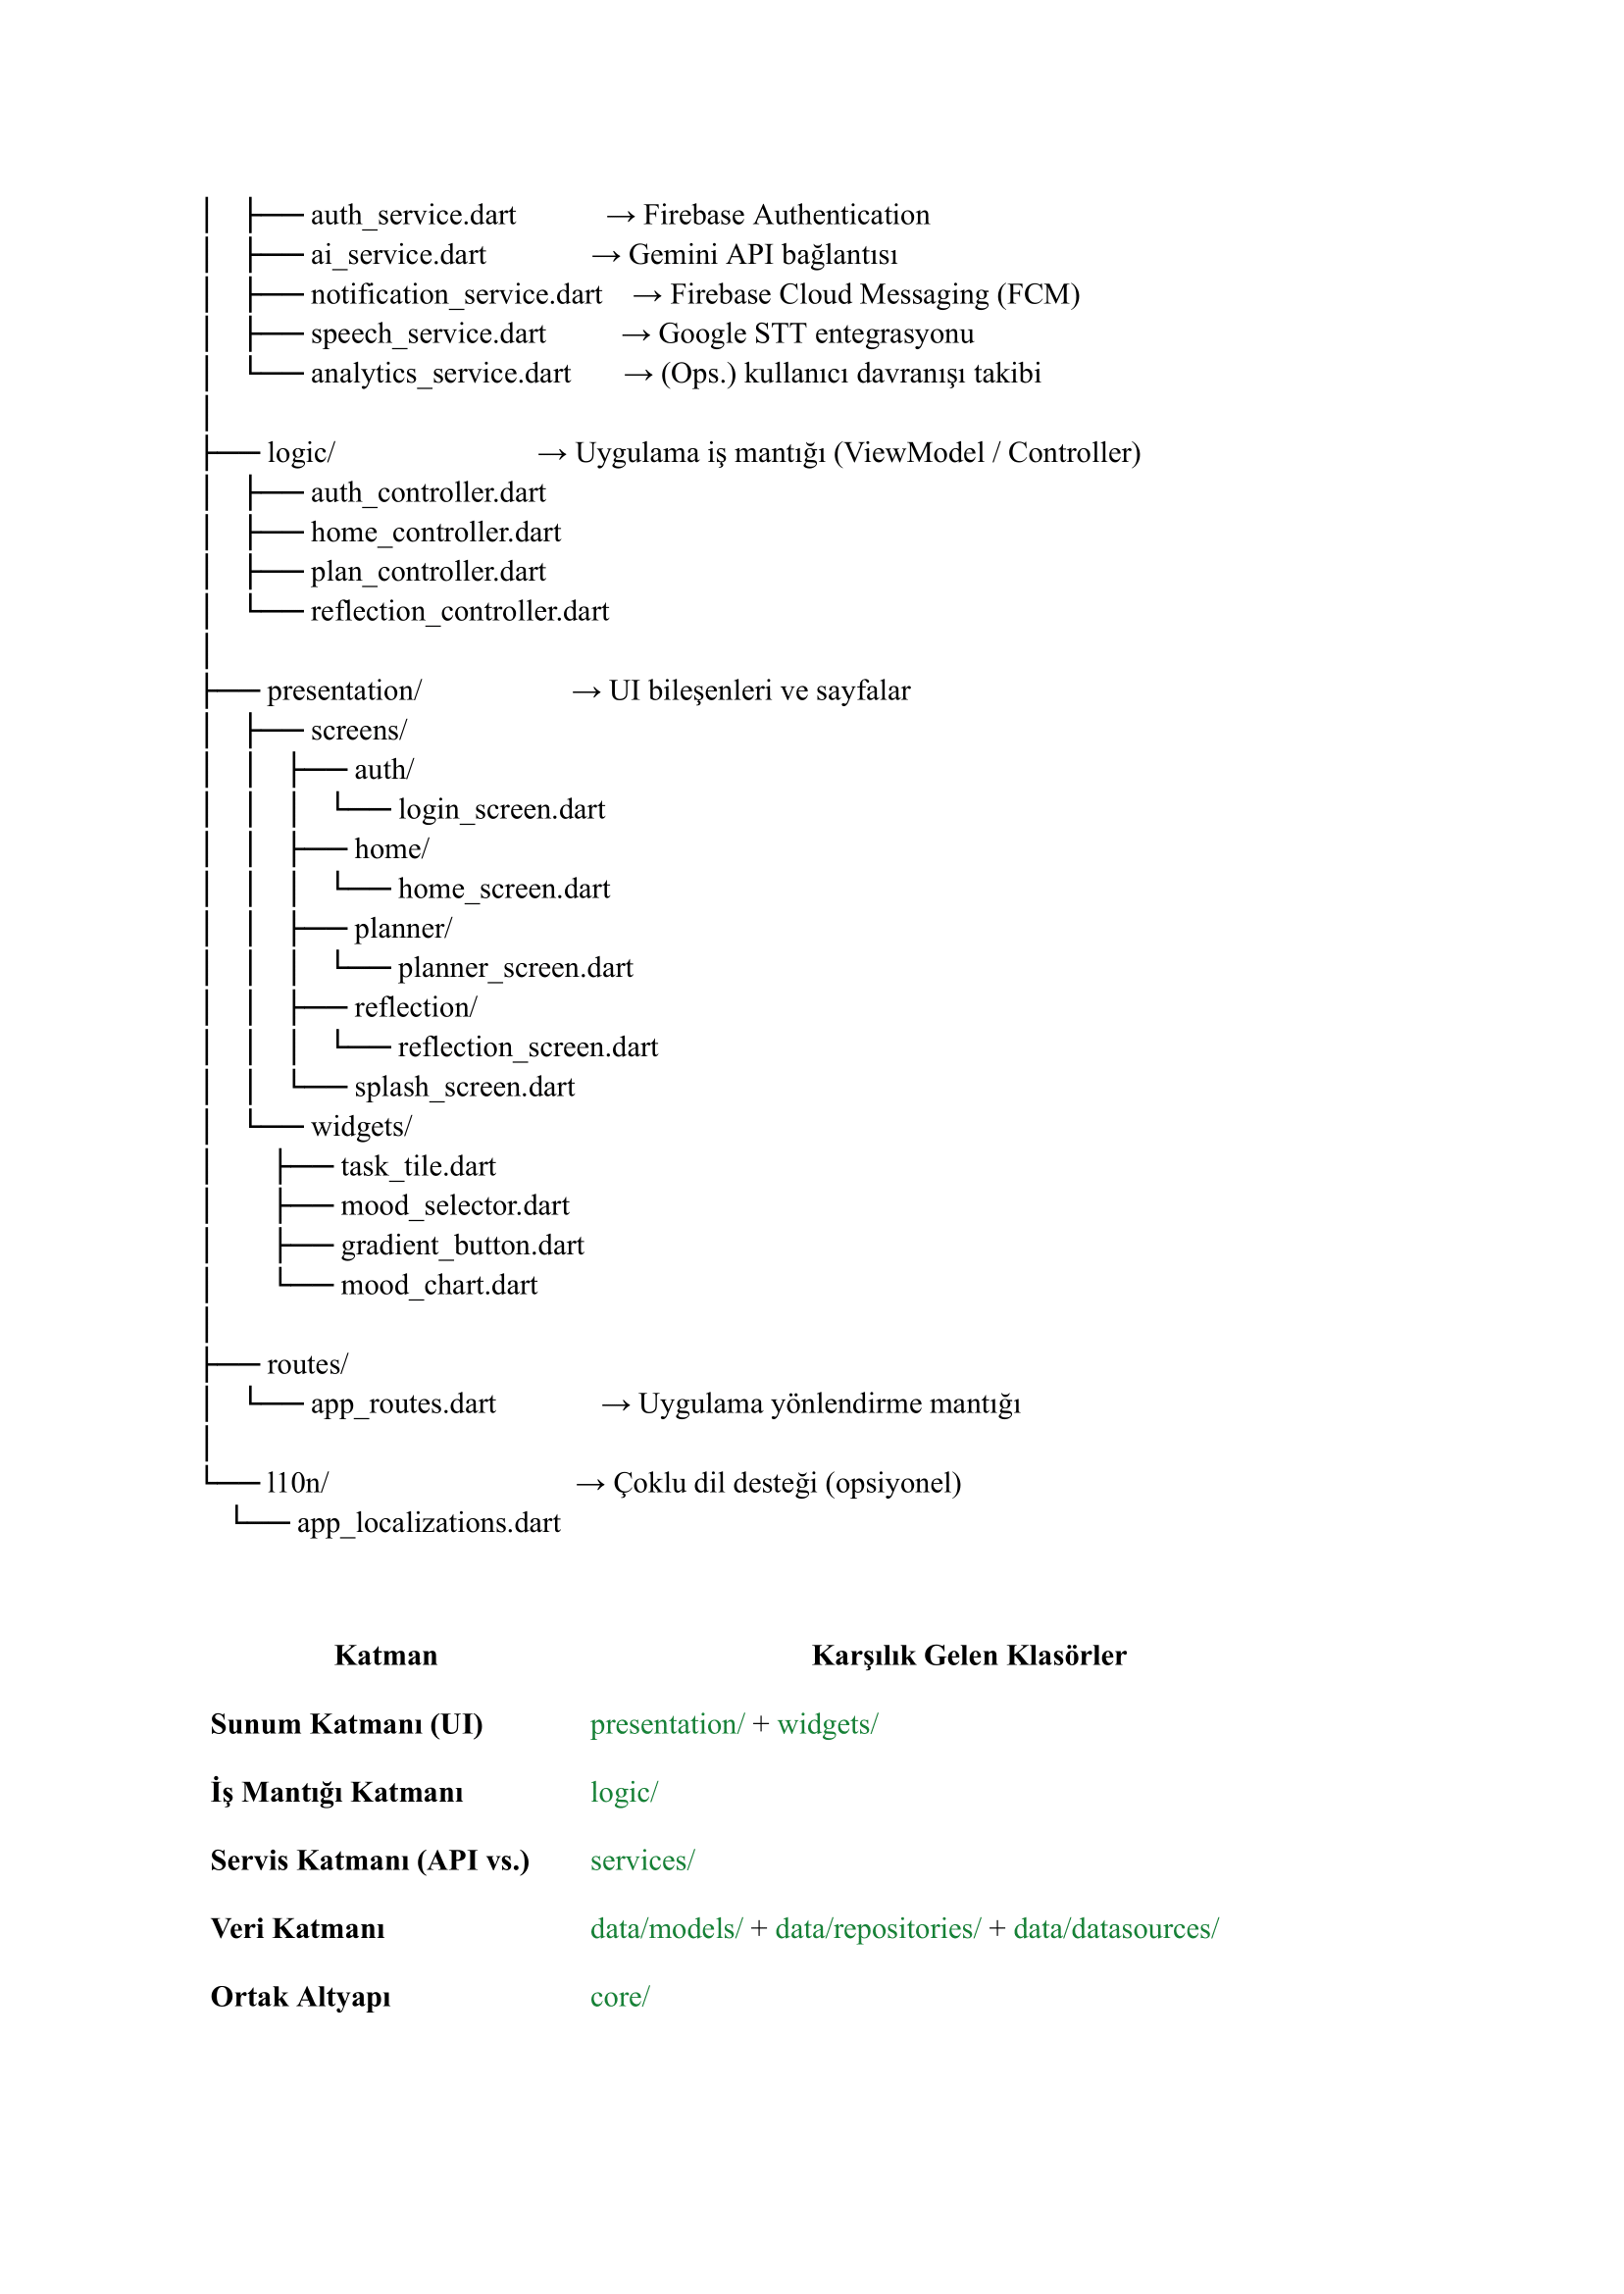 │   ├── auth_service.dart            → Firebase Authentication
│   ├── ai_service.dart              → Gemini API bağlantısı
│   ├── notification_service.dart    → Firebase Cloud Messaging (FCM)
│   ├── speech_service.dart          → Google STT entegrasyonu
│   └── analytics_service.dart       → (Ops.) kullanıcı davranışı takibi
│
├── logic/                           → Uygulama iş mantığı (ViewModel / Controller)
│   ├── auth_controller.dart
│   ├── home_controller.dart
│   ├── plan_controller.dart
│   └── reflection_controller.dart
│
├── presentation/                    → UI bileşenleri ve sayfalar
│   ├── screens/
│   │   ├── auth/
│   │   │   └── login_screen.dart
│   │   ├── home/
│   │   │   └── home_screen.dart
│   │   ├── planner/
│   │   │   └── planner_screen.dart
│   │   ├── reflection/
│   │   │   └── reflection_screen.dart
│   │   └── splash_screen.dart
│   └── widgets/
│       ├── task_tile.dart
│       ├── mood_selector.dart
│       ├── gradient_button.dart
│       └── mood_chart.dart
│
├── routes/
│   └── app_routes.dart              → Uygulama yönlendirme mantığı
│
└── l10n/                            → Çoklu dil desteği (opsiyonel)
    └── app_localizations.dart
Katman Karşılık Gelen Klasörler
Sunum Katmanı (UI) presentation/ + widgets/
İş Mantığı Katmanı logic/
Servis Katmanı (API vs.) services/
Veri Katmanı data/models/ + data/repositories/ + data/datasources/
Ortak Altyapı core/